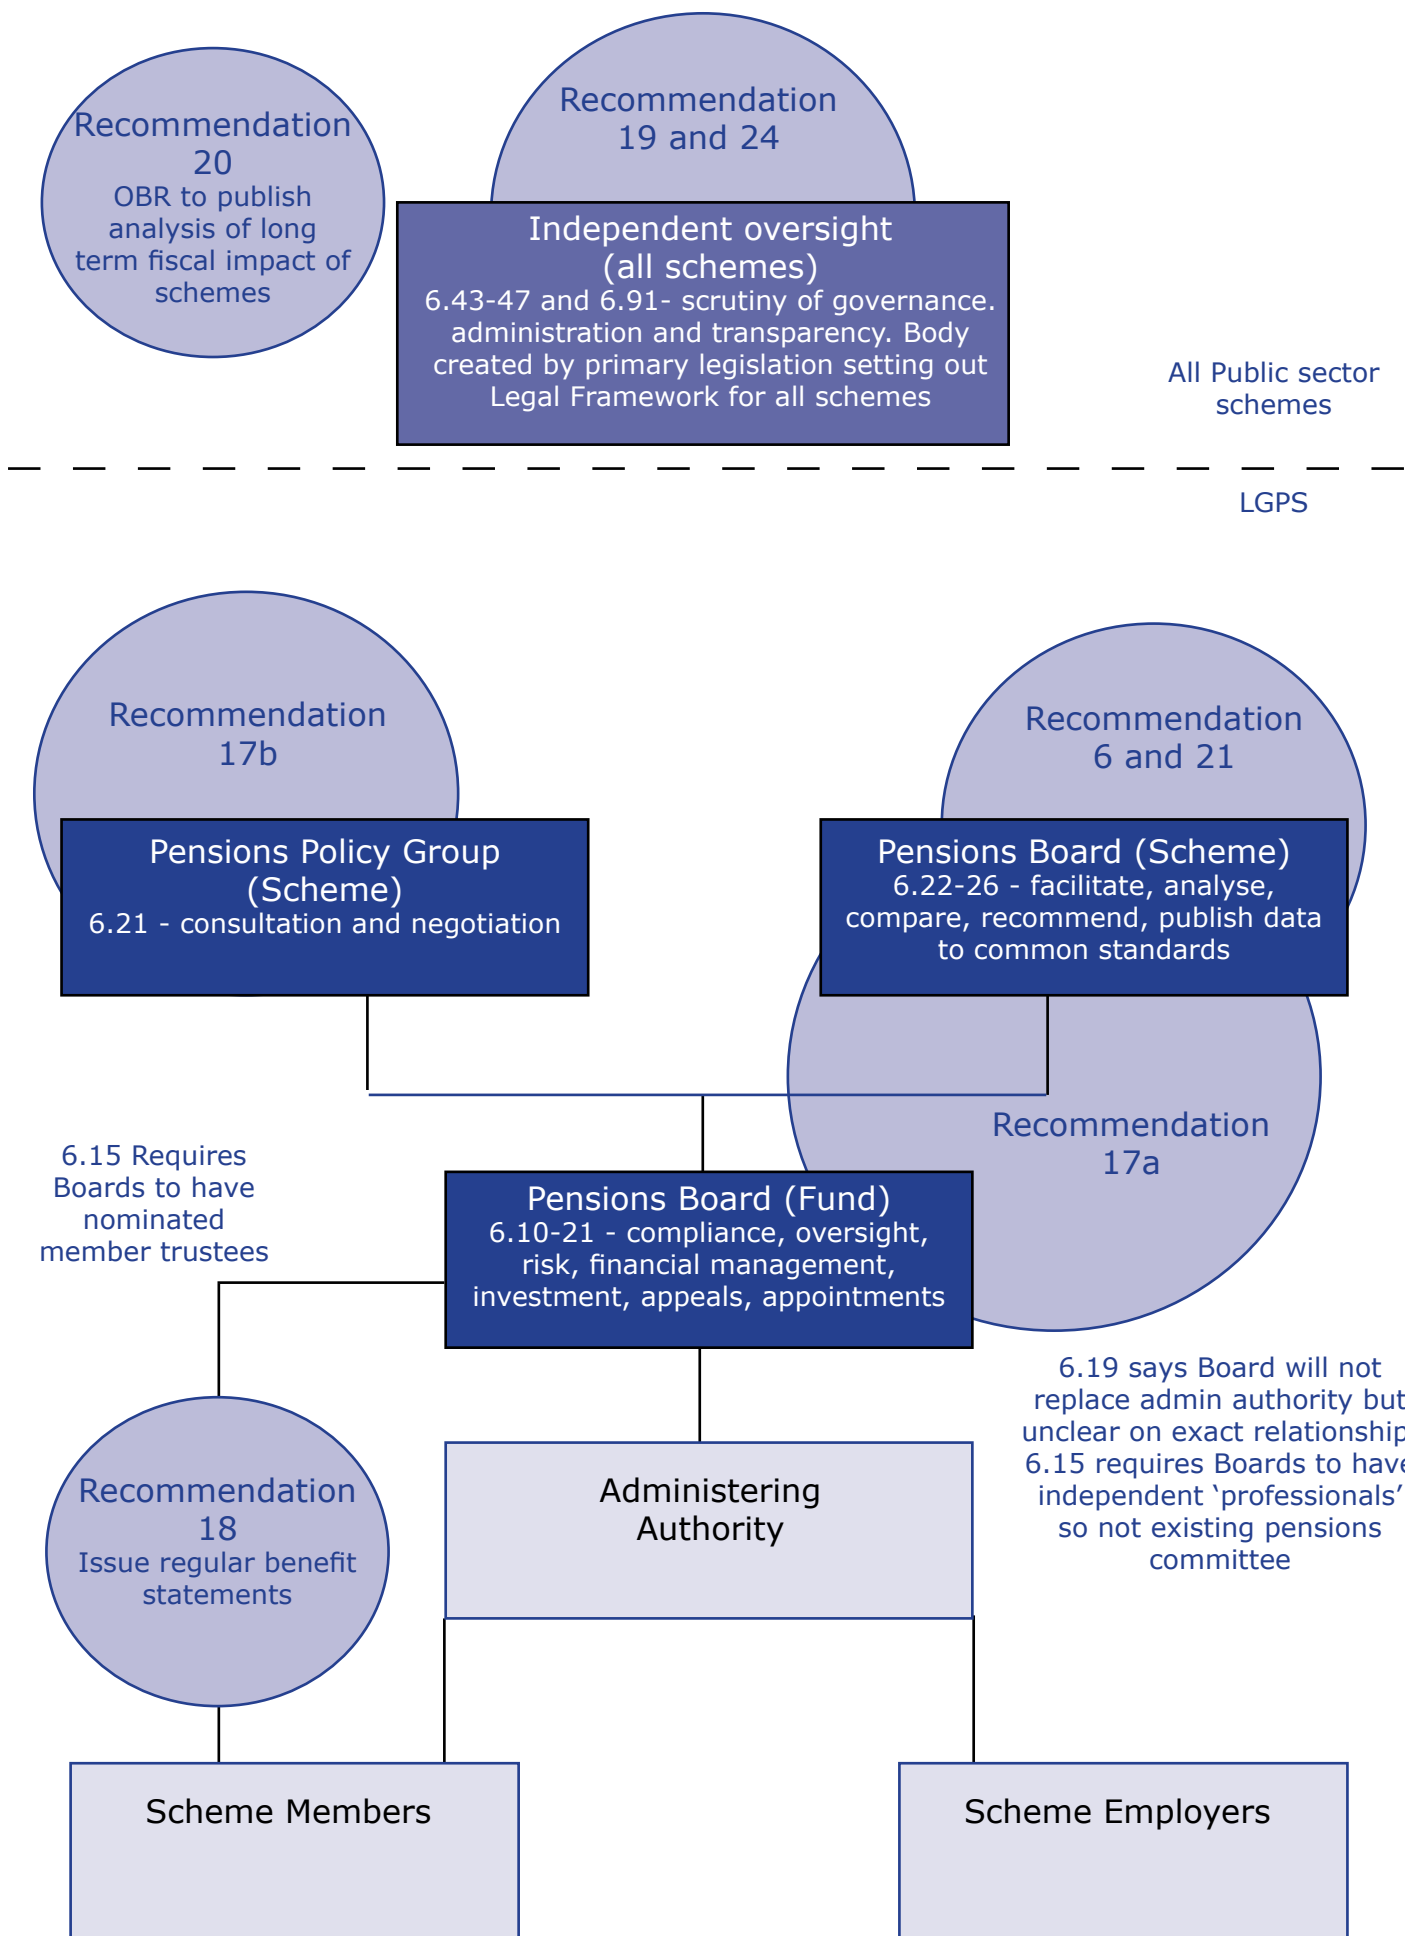 Recommendation
20
OBR to publish
analysis of long
term fiscal impact of
schemes
Recommendation
19 and 24
Independent oversight
(all schemes)
6.43-47 and 6.91- scrutiny of governance.
administration and transparency. Body
created by primary legislation setting out
Legal Framework for all schemes
All Public sector
schemes
LGPS
Recommendation
17b
Pensions Policy Group
(Scheme)
6.21 - consultation and negotiation
Recommendation
6 and 21
Pensions Board (Scheme)
6.22-26 - facilitate, analyse,
compare, recommend, publish data
to common standards
Recommendation
17a
6.15 Requires
Boards to have
nominated
member trustees
Pensions Board (Fund)
6.10-21 - compliance, oversight,
risk, financial management,
investment, appeals, appointments
6.19 says Board will not
replace admin authority but
unclear on exact relationship
6.15 requires Boards to have
independent ‘professionals’
so not existing pensions
committee
Recommendation
18
Issue regular benefit
statements
Administering
Authority
Scheme Members
Scheme Employers